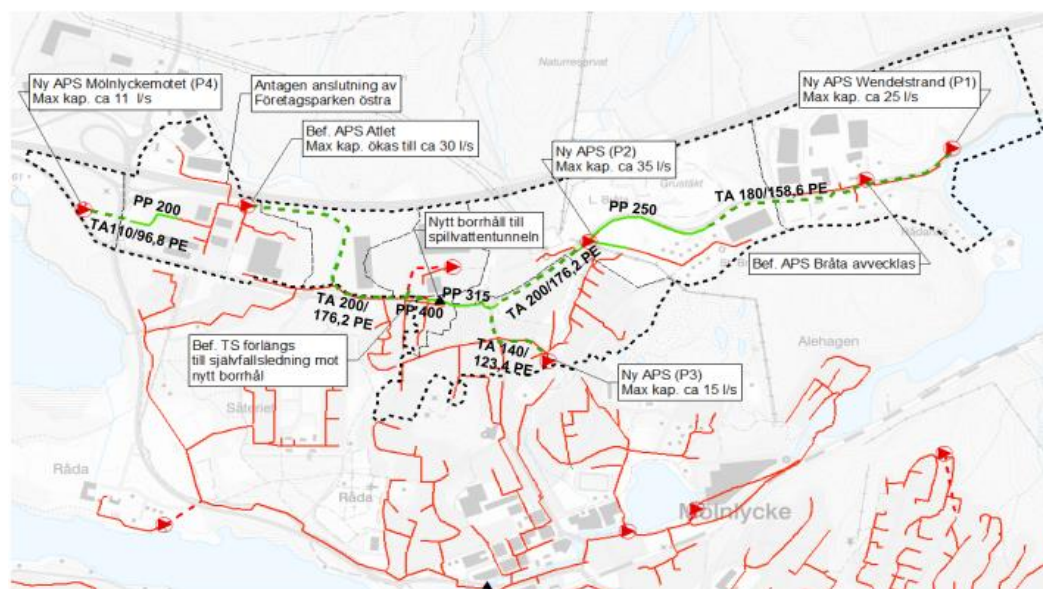 Naturreservat
Ny APS Mölnlyckemotet (P4)
Max kap. ca 11 l/s
Antagen anslutning av
Företagsparken östra
Ny APS Wendelstrand (P1)
Max kap. ca 25 l/s
Bef. APS Atlet
Max kap. ökas till ca 30 l/s
Ny APS (P2)
Max kap. ca 35 l/s
Grustäkt
TA 180/158,6 PE
PP 200
PP 250
TA110/96,8 PE
Nytt borrhåll till
spillvattentunneln
Bef. APS Bråta avvecklas
TA 200/176,2 PE
PP 315
TA 200/
176,2 PE
PP 400
Bef. TS förlängs
till självfallsledning mot
nytt borrhål
TA 140/
123,4 PE
Ny APS (P3)
Max kap. ca 15 l/s
Alehagen
Säteriet
Råda
Råda
Mölnlycke